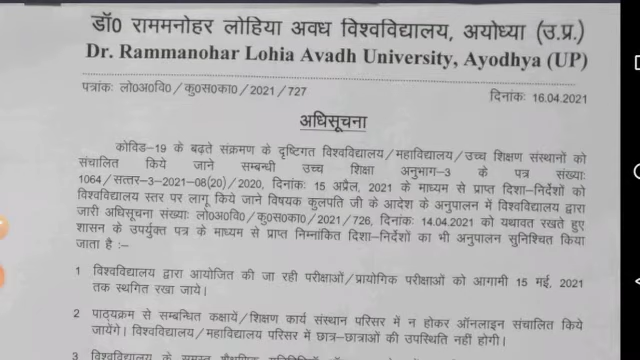 डॉ0 राममनोहर लोहिया अवध विश्वविद्यालय, अयोध्या (उ.प्र.)
Dr. Rammanohar Lohia Avadh University, Ayodhya (UP)
पत्रांकः लो0अ0वि0/कु0स0का0/2021/727
दिनांकः 16.04.2021
अधिसूचना
कोविड–19 के बढ़ते संक्रमण के दृष्टिगत विश्वविद्यालय/महाविद्यालय/उच्च शिक्षण संस्थानों को
संचालित किये जाने सम्बन्धी उच्च शिक्षा अनुभाग–3 के पत्र संख्याः
1064/सत्तर–3–2021–08(20)/2020, दिनांकः 15 अप्रैल, 2021 के माध्यम से प्राप्त दिशा–निर्देशों को
विश्वविद्यालय स्तर पर लागू किये जाने विषयक कुलपति जी के आदेश के अनुपालन में विश्वविद्यालय द्वारा
जारी अधिसूचना संख्याः लो0अ0वि0/कु0स0का0/2021/726, दिनांकः 14.04.2021 को यथावत रखते हुए
शासन के उपर्युक्त पत्र के माध्यम से प्राप्त निम्नांकित दिशा–निर्देशों का भी अनुपालन सुनिश्चित किया
जाता है :–
1 विश्वविद्यालय द्वारा आयोजित की जा रही परीक्षाओं/प्रायोगिक परीक्षाओं को आगामी 15 मई, 2021
तक स्थगित रखा जाये।
2 पाठ्यक्रम से सम्बन्धित कक्षायें/शिक्षण कार्य संस्थान परिसर में न होकर ऑनलाइन संचालित किये
जायेंगे। विश्वविद्यालय/महाविद्यालय परिसर में छात्र–छात्राओं की उपस्थिति नहीं होगी।
3 विश्वविद्यालय के समस्त शैक्षणिक